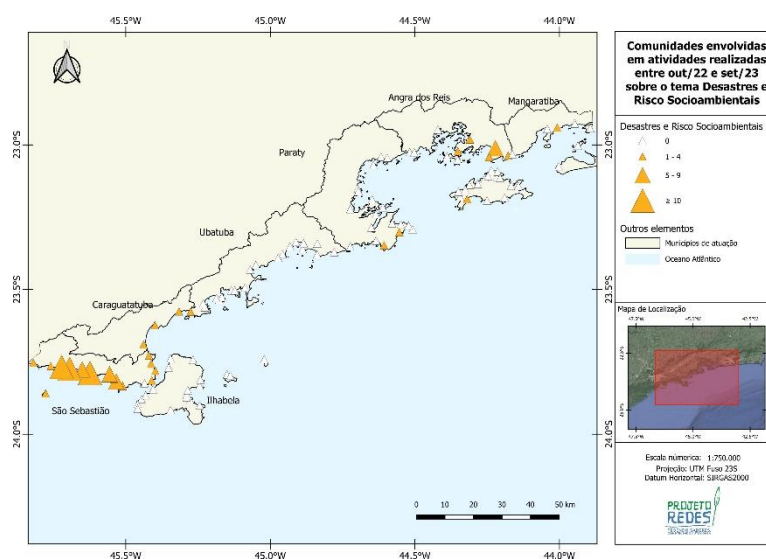 45.5°W 45.0°W 44.5°W 44.0°W
Comunidades envolvidas
em atividades realizadas
entre out/22 e set/23
sobre o tema Desastres e
Risco Socioambientais
Desastres e Risco Socioambientais
0
1 - 4
5 - 9
≥ 10
Outros elementos
Municípios de atuação
Oceano Atlântico
Mapa de Localização
Escala númerica: 1:750.000
Projeção: UTM Fuso 23S
Datum Horizontal: SIRGAS2000
PROJETO
REDES
Angra dos Reis
Mangaratiba
Paraty
Ubatuba
Caraguatatuba
São Sebastião
Ilhabela
23.0°S
23.5°S
24.0°S
23.0°S
23.5°S
24.0°S
0 10 20 30 40 50 km
45.5°W 45.0°W 44.5°W 44.0°W